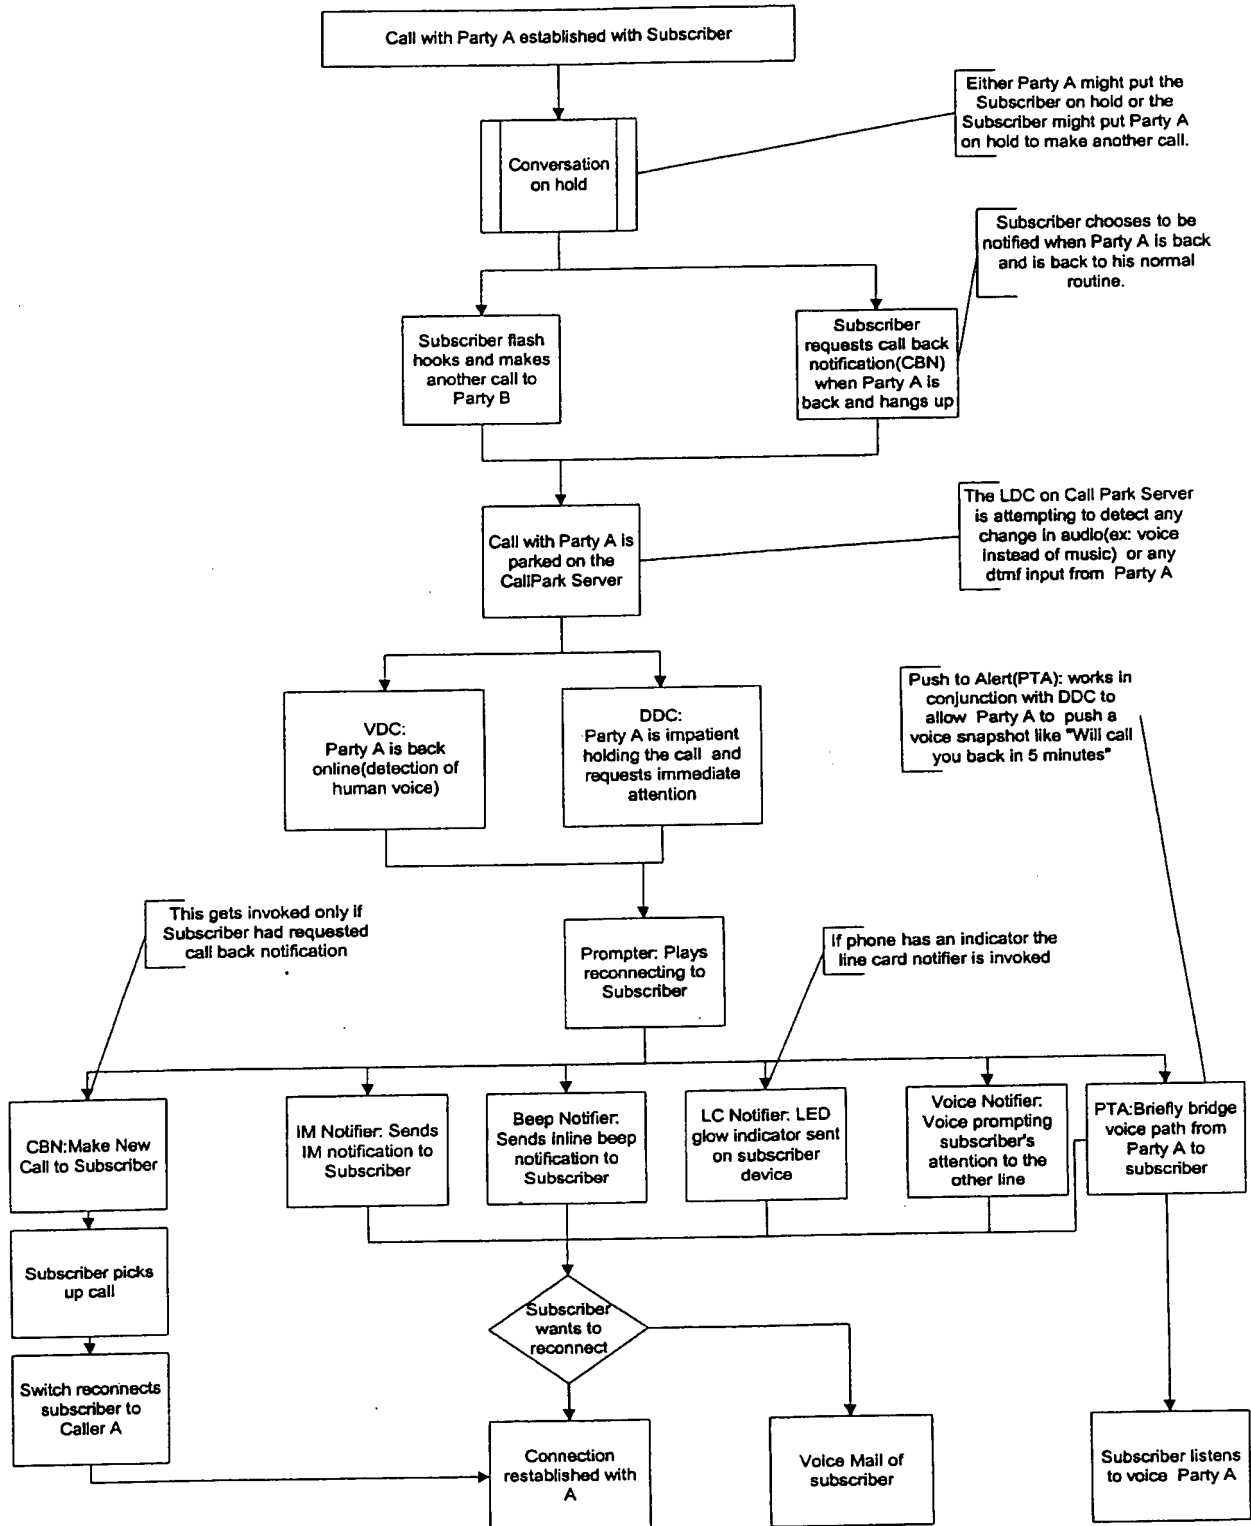 Call with Party A established with Subscriber
Either Party A might put the
Subscriber on hold or the
Subscriber might put Party A
on hold to make another call.
Conversation
on hold
Subscriber chooses to be
notified when Party A is back
and is back to his normal
routine.
Subscriber flash
hooks and makes
another call to
Party B
Subscriber
requests call back
notification(CBN)
when Party A is
back and hangs up
The LDC on Call Park Server
is attempting to detect any
change in audio(ex: voice
instead of music) or any
dtmf input from Party A
Call with Party A is
parked on the
CallPark Server
Push to Alert(PTA): works in
conjunction with DDC to
allow Party A to push a
voice snapshot like "Will call
you back in 5 minutes"
VDC:
Party A is back
online(detection of
human voice)
DDC:
Party A is impatient
holding the call and
requests immediate
attention
This gets invoked only if
Subscriber had requested
call back notification
Prompter: Plays
reconnecting to
Subscriber
If phone has an indicator the
line card notifier is invoked
CBN:Make New
Call to Subscriber
IM Notifier: Sends
IM notification to
Subscriber
Beep Notifier:
Sends inline beep
notification to
Subscriber
LC Notifier: LED
glow indicator sent
on subscriber
device
Voice Notifier:
Voice prompting
subscriber's
attention to the
other line
PTA:Briefly bridge
voice path from
Party A to
subscriber
Subscriber picks
up call
Subscriber
wants to
reconnect
Switch reconnects
subscriber to
Caller A
Connection
restablished with
A
Voice Mail of
subscriber
Subscriber listens
to voice Party A